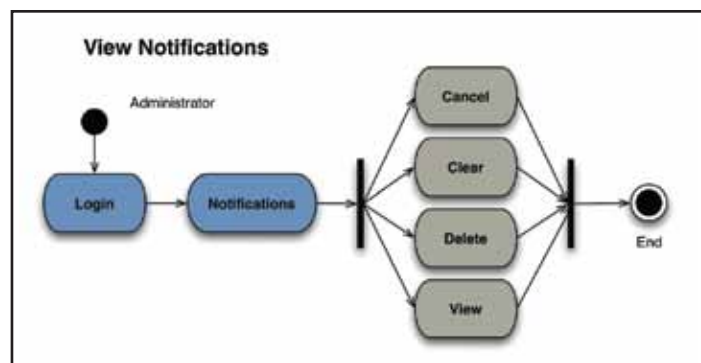 View Notifications
Administrator
Login
Notifications
Cancel
Clear
Delete
View
End